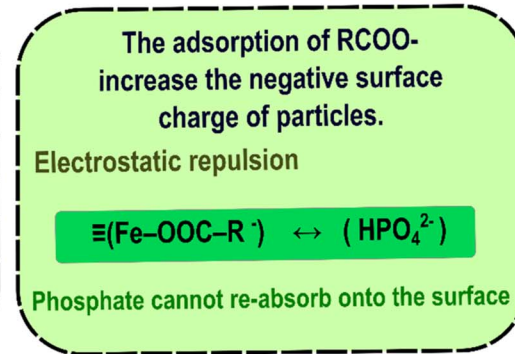 The adsorption of RCOO-
increase the negative surface
charge of particles.
Electrostatic repulsion
≡(Fe–OOC–R⁻) ↔ (HPO₄²⁻)
Phosphate cannot re-absorb onto the surface